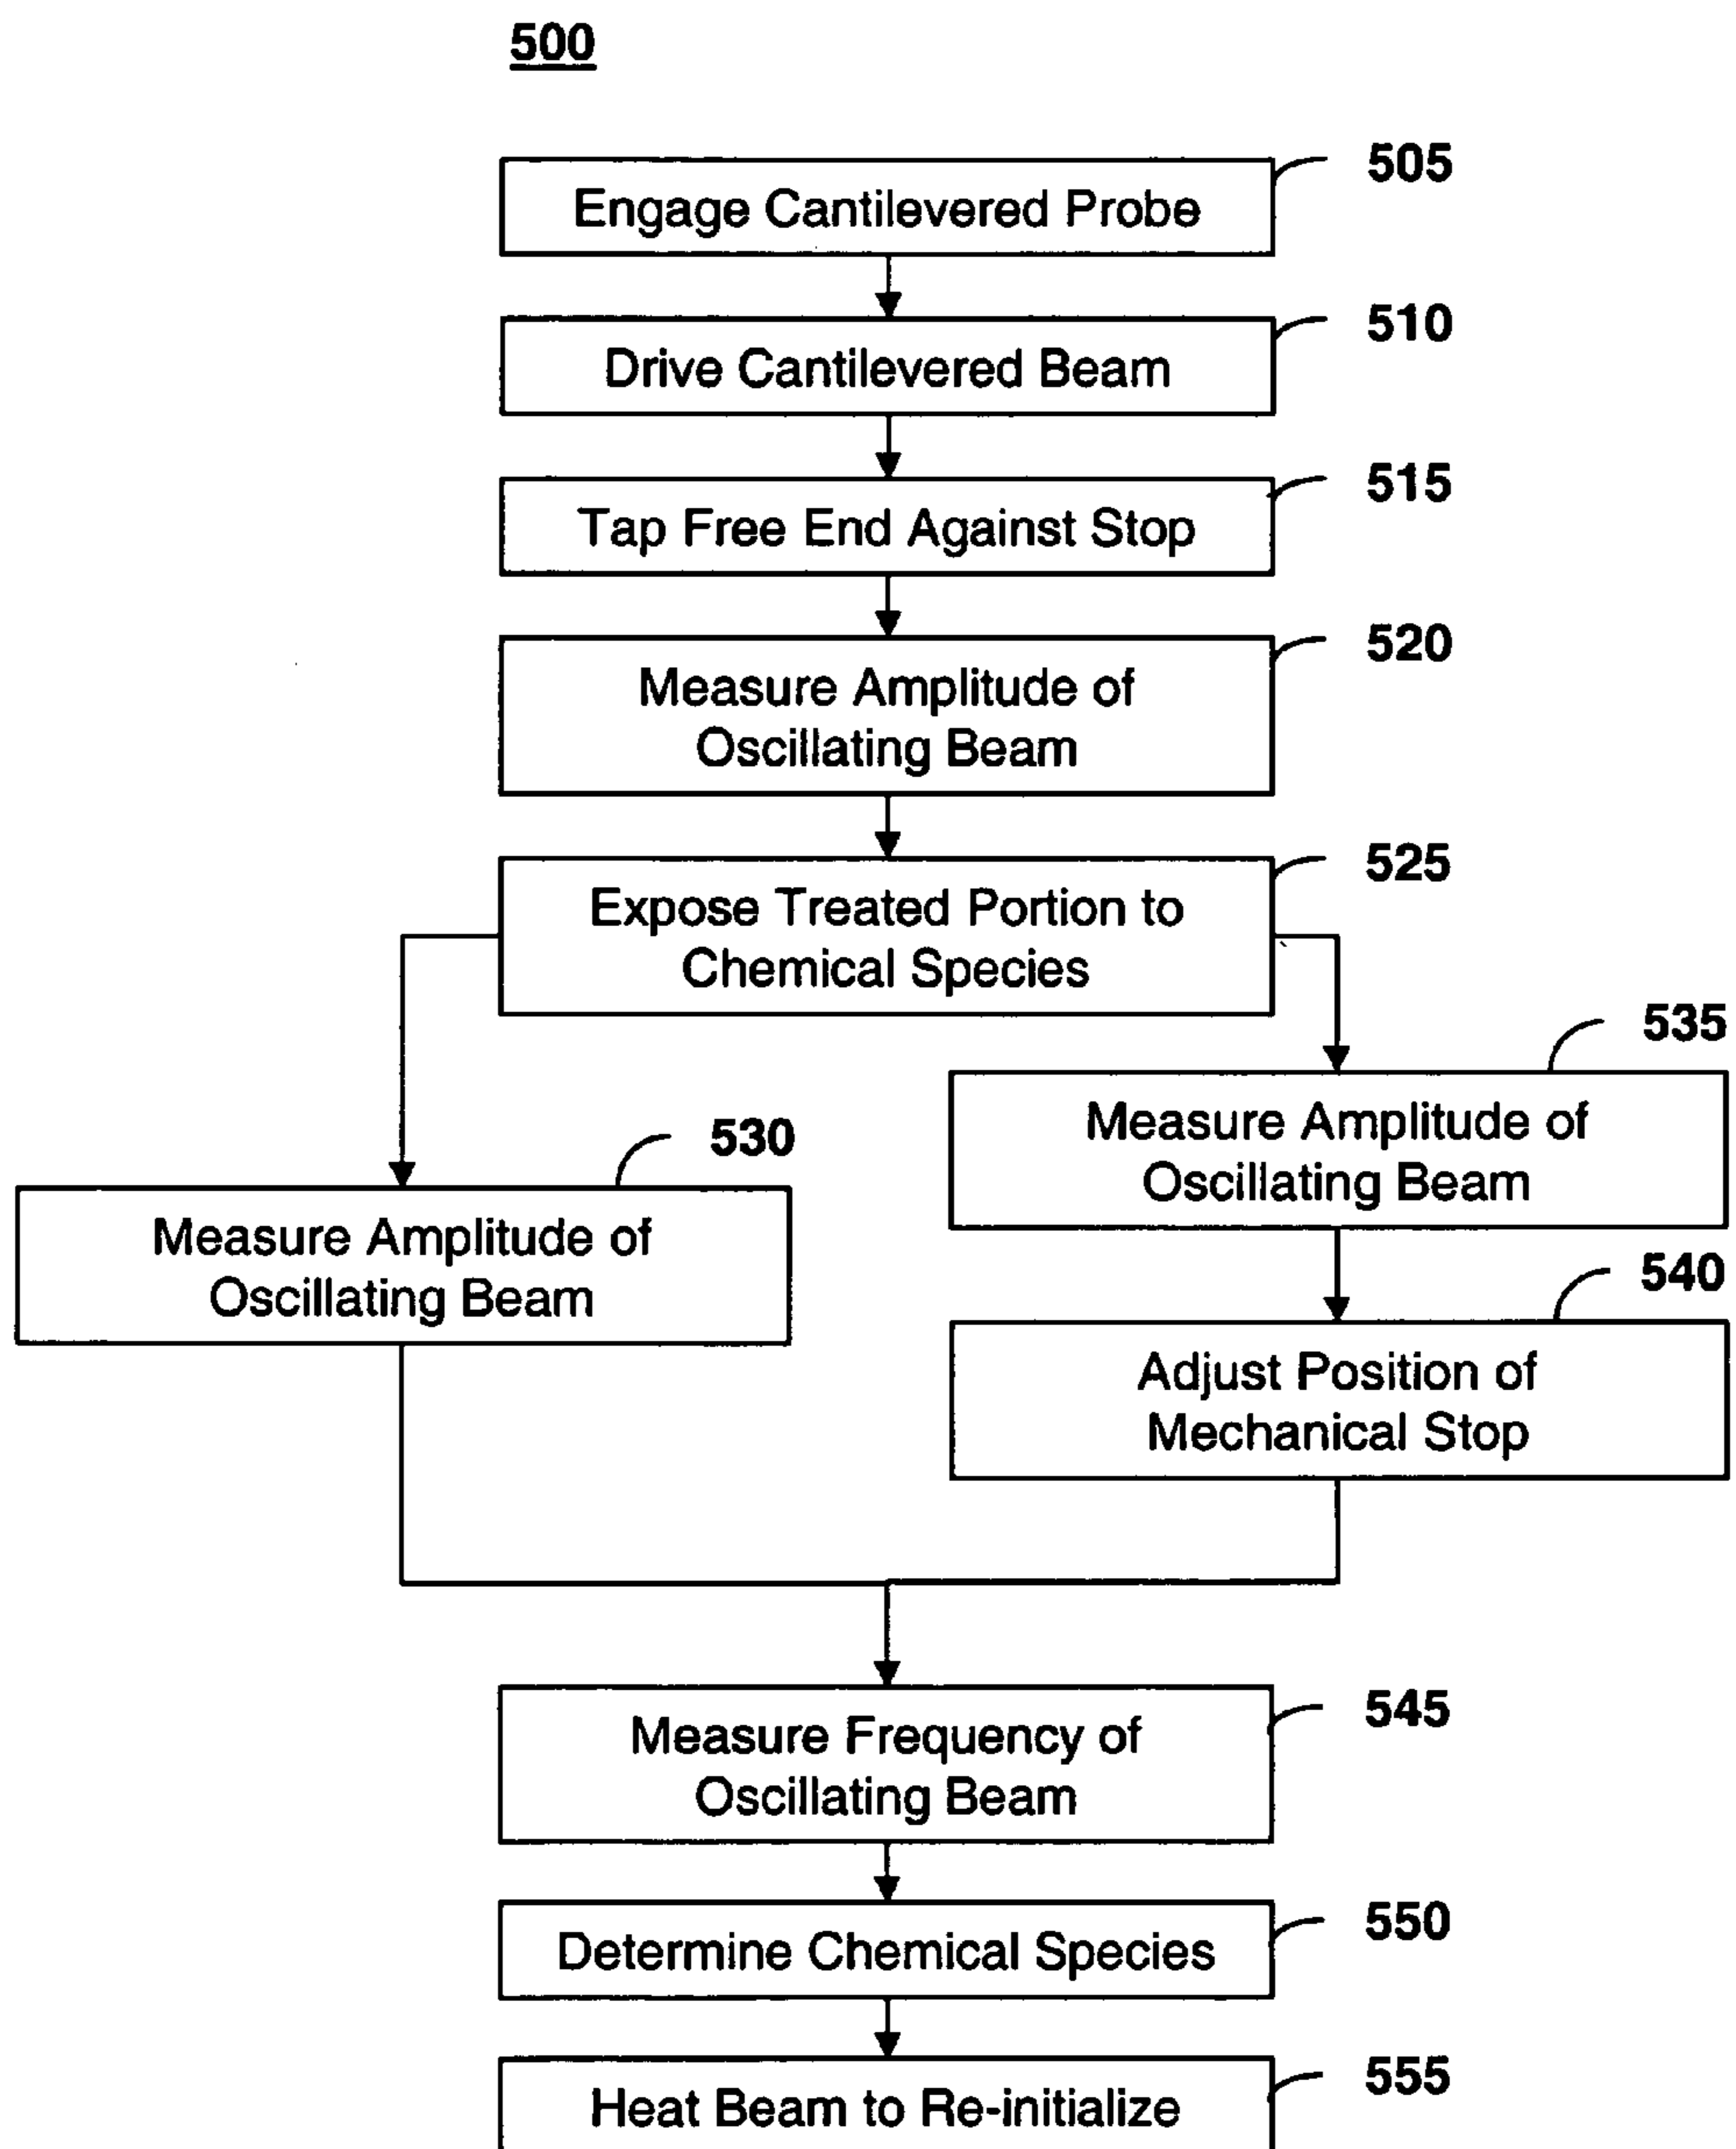 500
505
Engage Cantilevered Probe
510
Drive Cantilevered Beam
515
Tap Free End Against Stop
520
Measure Amplitude of
Oscillating Beam
525
Expose Treated Portion to
Chemical Species
535
Measure Amplitude of
Oscillating Beam
530
Measure Amplitude of
Oscillating Beam
540
Adjust Position of
Mechanical Stop
545
Measure Frequency of
Oscillating Beam
550
Determine Chemical Species
555
Heat Beam to Re-initialize